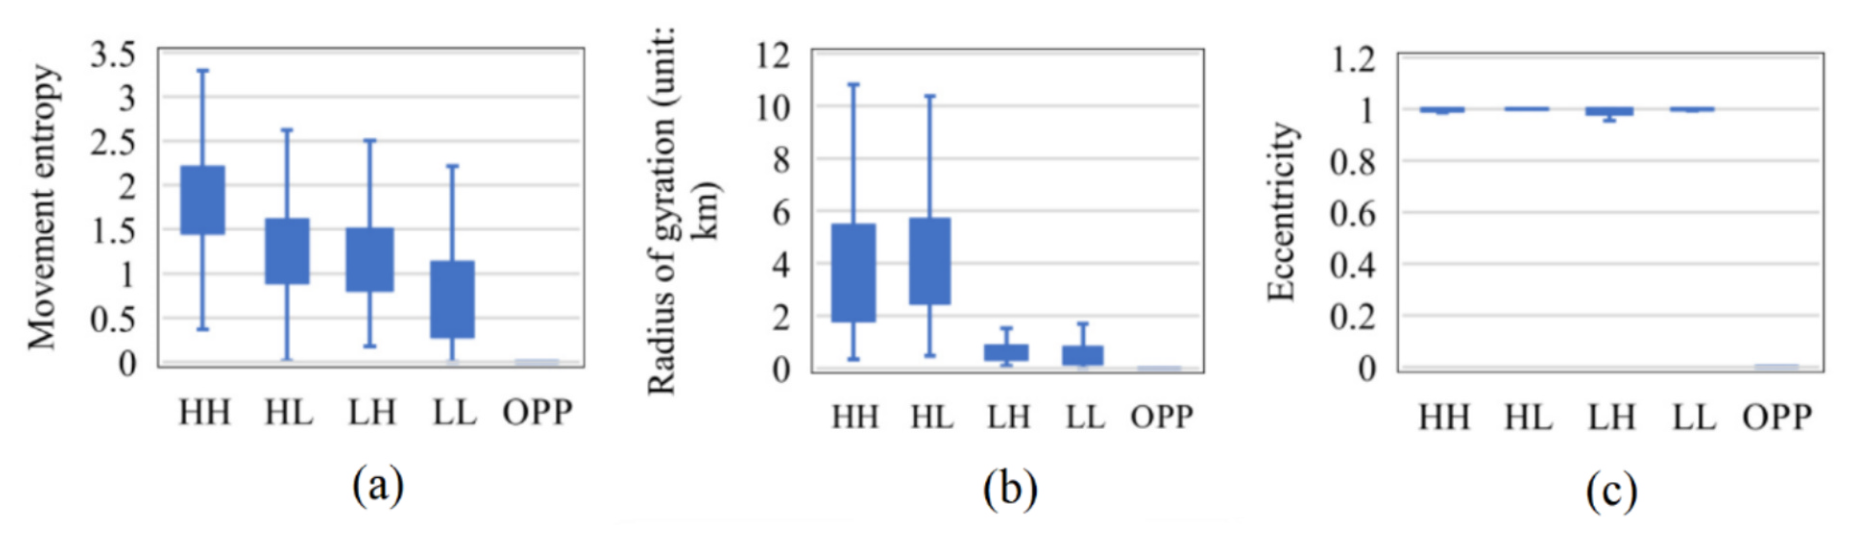 Movement entropy
3.5
3
2.5
2
1.5
1
0.5
0
HH HL LH LL OPP
(a)
Radius of gyration (unit:
km)
12
10
8
6
4
2
0
HH HL LH LL OPP
(b)
Eccentricity
1.2
1
0.8
0.6
0.4
0.2
0
HH HL LH LL OPP
(c)